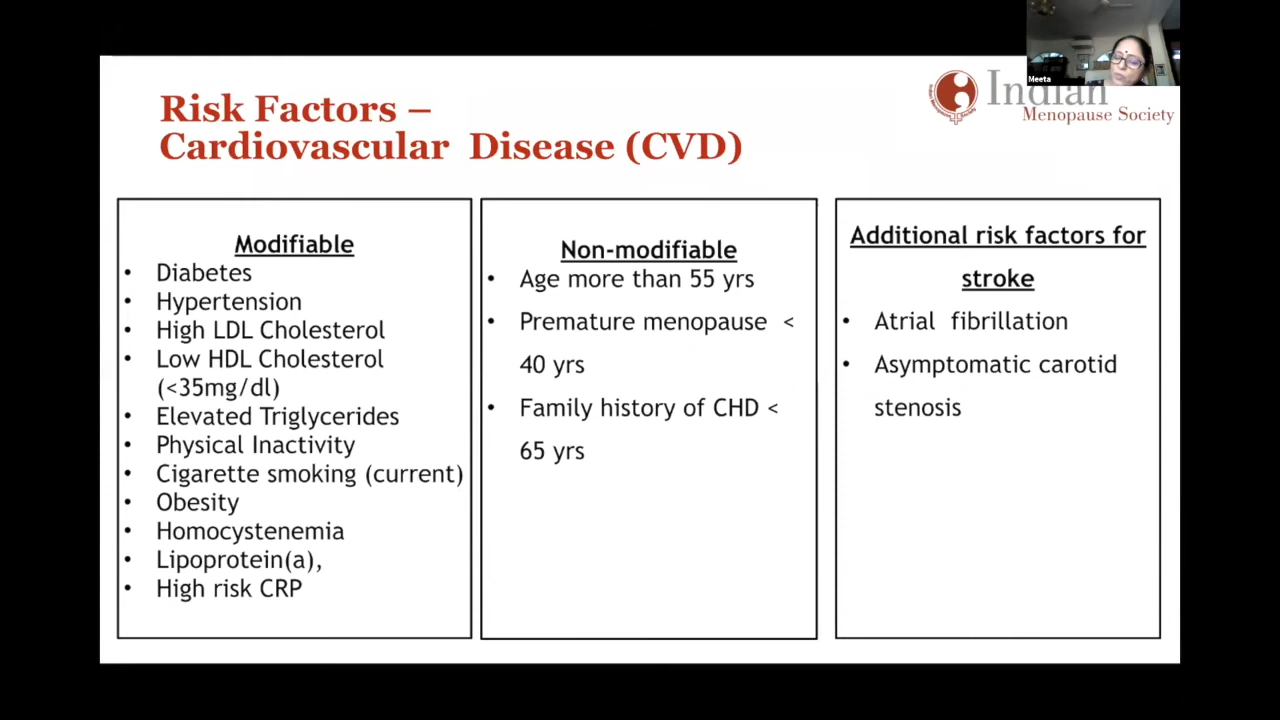 Meeta
Indian
Menopause Society
Risk Factors –
Cardiovascular Disease (CVD)
Modifiable
• Diabetes
• Hypertension
• High LDL Cholesterol
• Low HDL Cholesterol
(<35mg/dl)
• Elevated Triglycerides
• Physical Inactivity
• Cigarette smoking (current)
• Obesity
• Homocystenemia
• Lipoprotein(a),
• High risk CRP
Non-modifiable
• Age more than 55 yrs
• Premature menopause <
40 yrs
• Family history of CHD <
65 yrs
Additional risk factors for
stroke
• Atrial fibrillation
• Asymptomatic carotid
stenosis